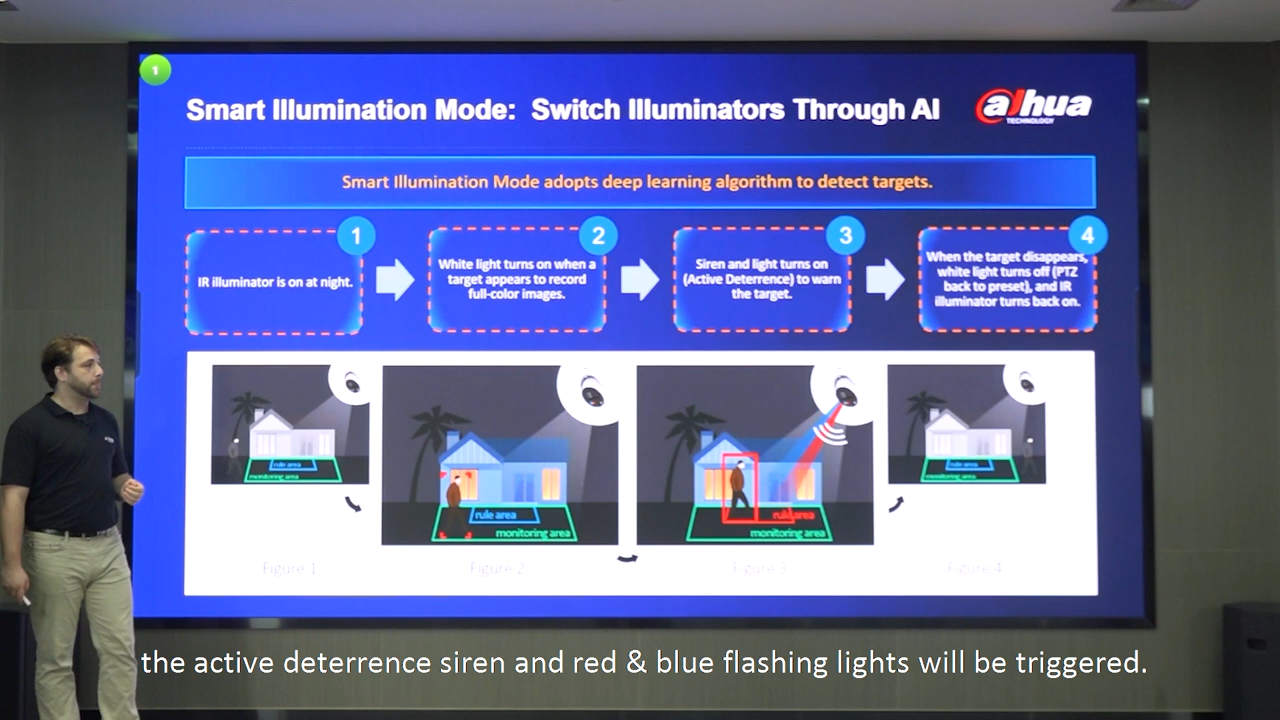 1
Smart Illumination Mode: Switch Illuminators Through AI
alhua
TECHNOLOGY
Smart Illumination Mode adopts deep learning algorithm to detect targets.
1
IR illuminator is on at night.
2
White light turns on when a
target appears to record
full-color images.
3
Siren and light turns on
(Active Deterrence) to warn
the target.
4
When the target disappears,
white light turns off (PTZ
back to preset), and IR
illuminator turns back on.
rule area
monitoring area
rule area
monitoring area
rule area
monitoring area
rule area
monitoring area
Figure 1
Figure 2
Figure 3
Figure 4
the active deterrence siren and red & blue flashing lights will be triggered.